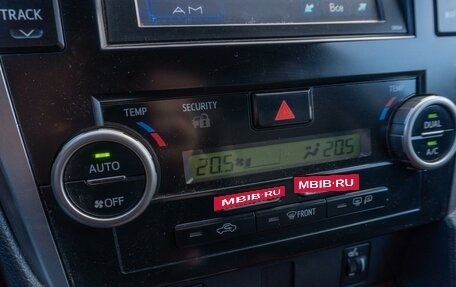 AM
Все
TRACK
TEMP
SECURITY
TEMP
AUTO
OFF
20.5
20.5
DUAL
A/C
MBIB·RU
MBIB·RU
FRONT